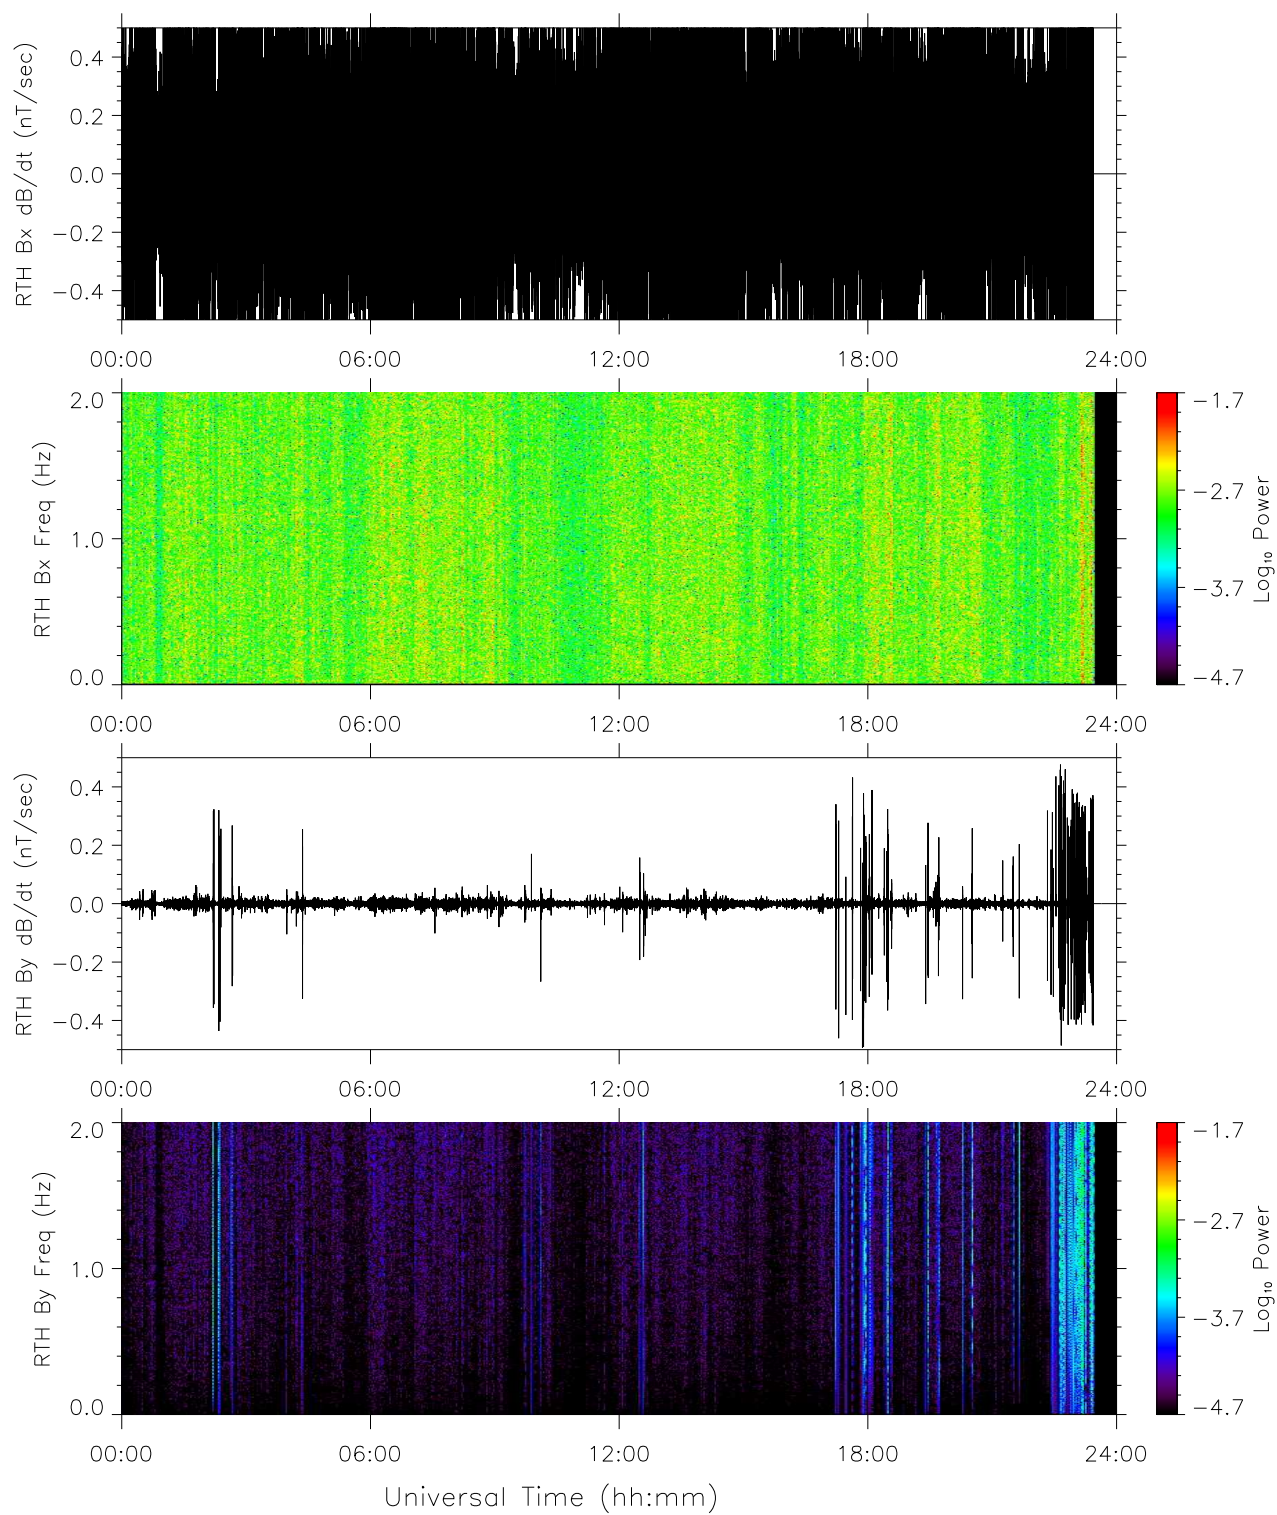 RTH Bx dB/dt (nT/sec)
0.4
0.2
0.0
−0.2
−0.4
00:00 06:00 12:00 18:00 24:00
RTH Bx Freq (Hz)
2.0
1.0
0.0
−1.7
−2.7
−3.7
−4.7
Log₁₀ Power
00:00 06:00 12:00 18:00 24:00
RTH By dB/dt (nT/sec)
0.4
0.2
0.0
−0.2
−0.4
00:00 06:00 12:00 18:00 24:00
RTH By Freq (Hz)
2.0
1.0
0.0
−1.7
−2.7
−3.7
−4.7
Log₁₀ Power
00:00 06:00 12:00 18:00 24:00
Universal Time (hh:mm)